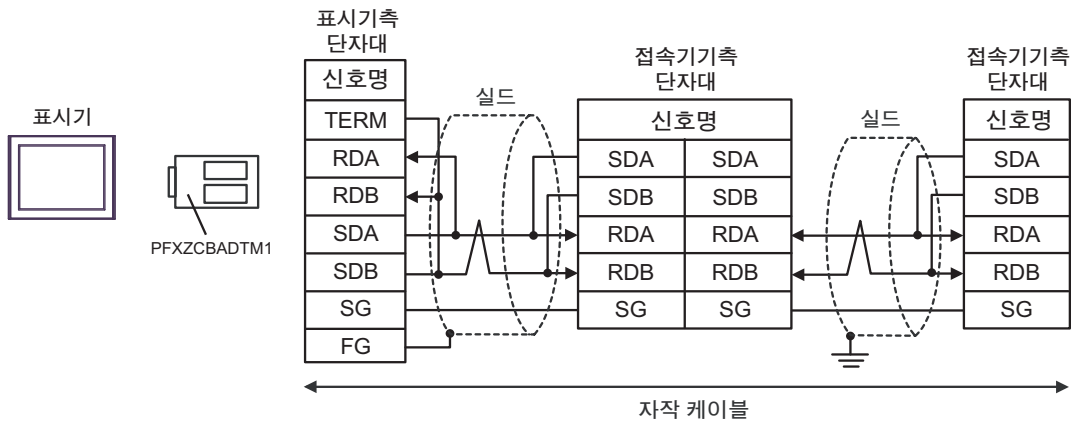 표시기
PFXZCBADTM1
표시기측
단자대
신호명
TERM
RDA
RDB
SDA
SDB
SG
FG
실드
접속기기측
단자대
신호명
SDA SDA
SDB SDB
RDA RDA
RDB RDB
SG SG
실드
접속기기측
단자대
신호명
SDA
SDB
RDA
RDB
SG
자작 케이블